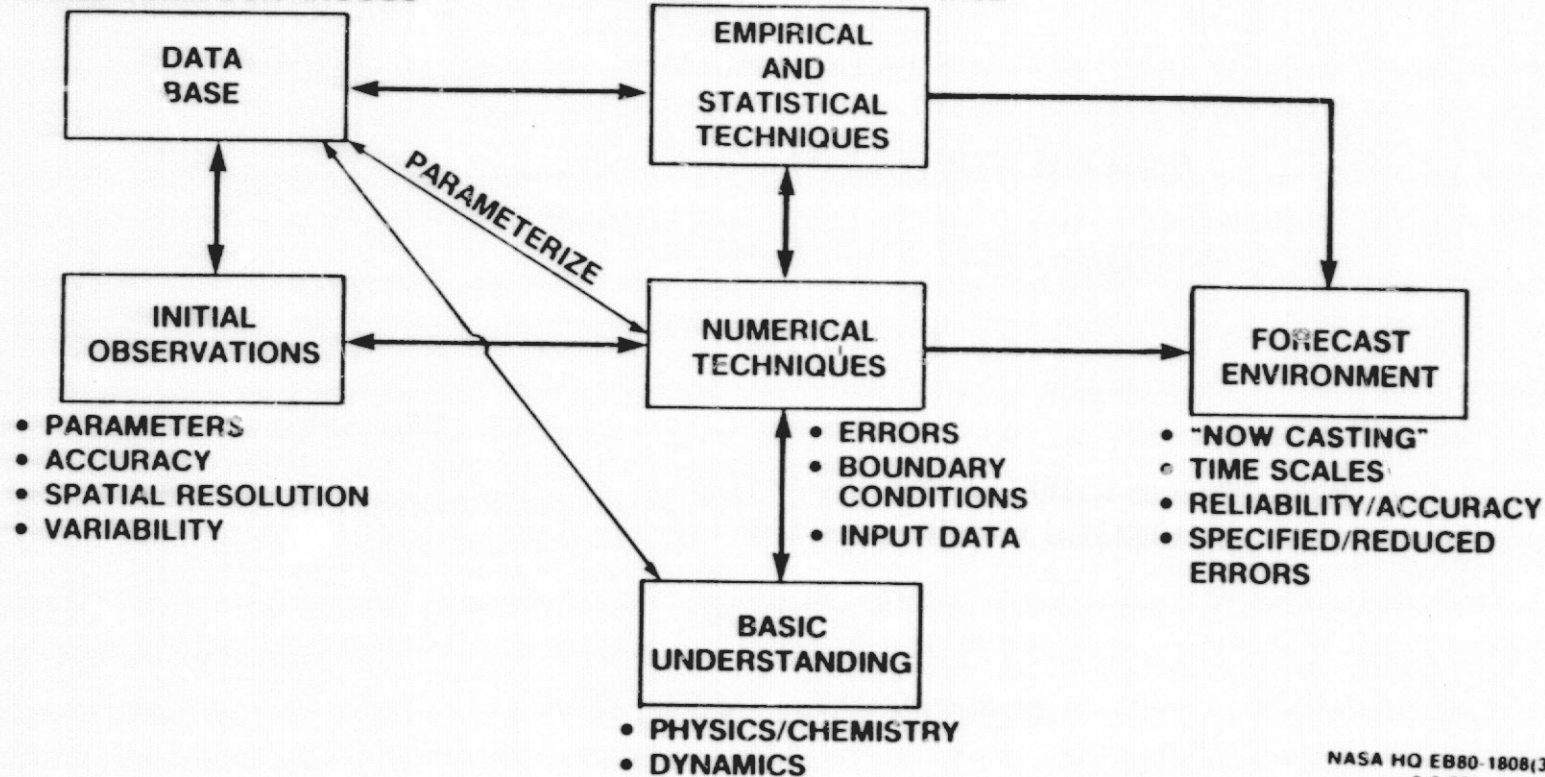 DATA
BASE
EMPIRICAL
AND
STATISTICAL
TECHNIQUES
PARAMETERIZE
INITIAL
OBSERVATIONS
• PARAMETERS
• ACCURACY
• SPATIAL RESOLUTION
• VARIABILITY
NUMERICAL
TECHNIQUES
• ERRORS
• BOUNDARY
CONDITIONS
• INPUT DATA
FORECAST
ENVIRONMENT
• "NOW CASTING"
• TIME SCALES
• RELIABILITY/ACCURACY
• SPECIFIED/REDUCED
ERRORS
BASIC
UNDERSTANDING
• PHYSICS/CHEMISTRY
• DYNAMICS
NASA HQ EB80-1808(3